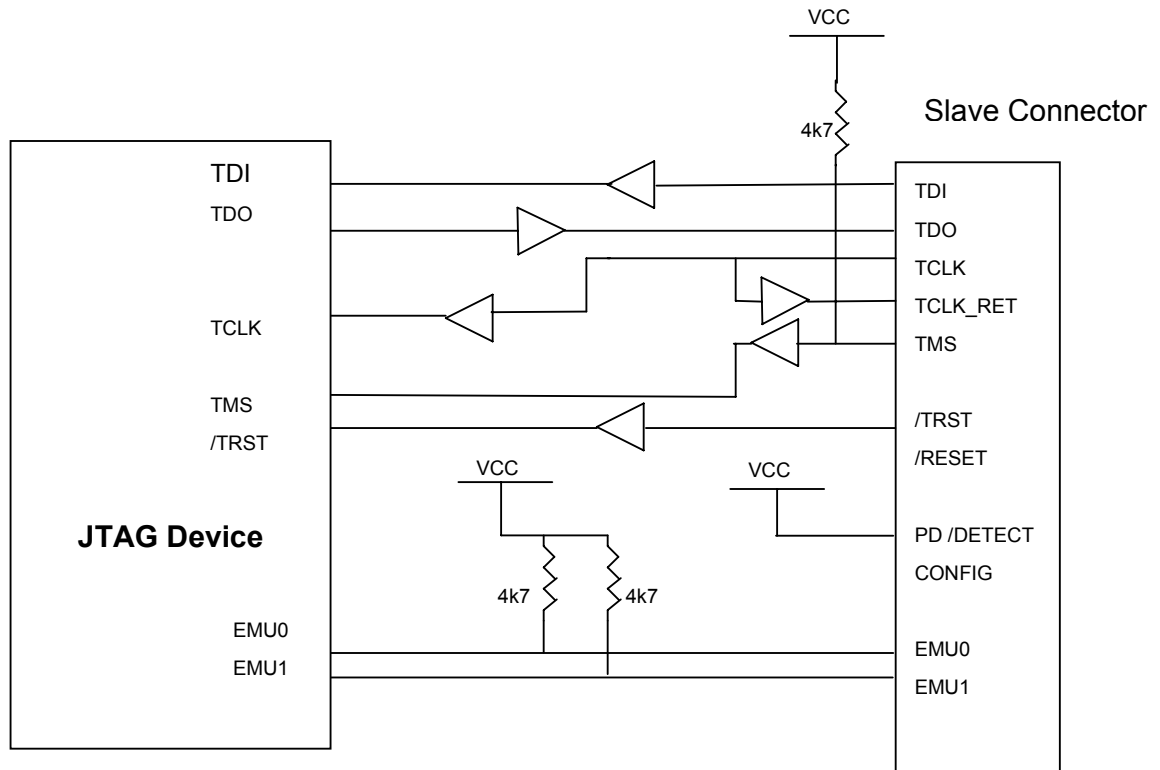 VCC
Slave Connector
4k7
TDI
TDO
TCLK
TMS
/TRST
JTAG Device
EMU0
EMU1
VCC
4k7
4k7
VCC
TDI
TDO
TCLK
TCLK_RET
TMS
/TRST
/RESET
PD /DETECT
CONFIG
EMU0
EMU1